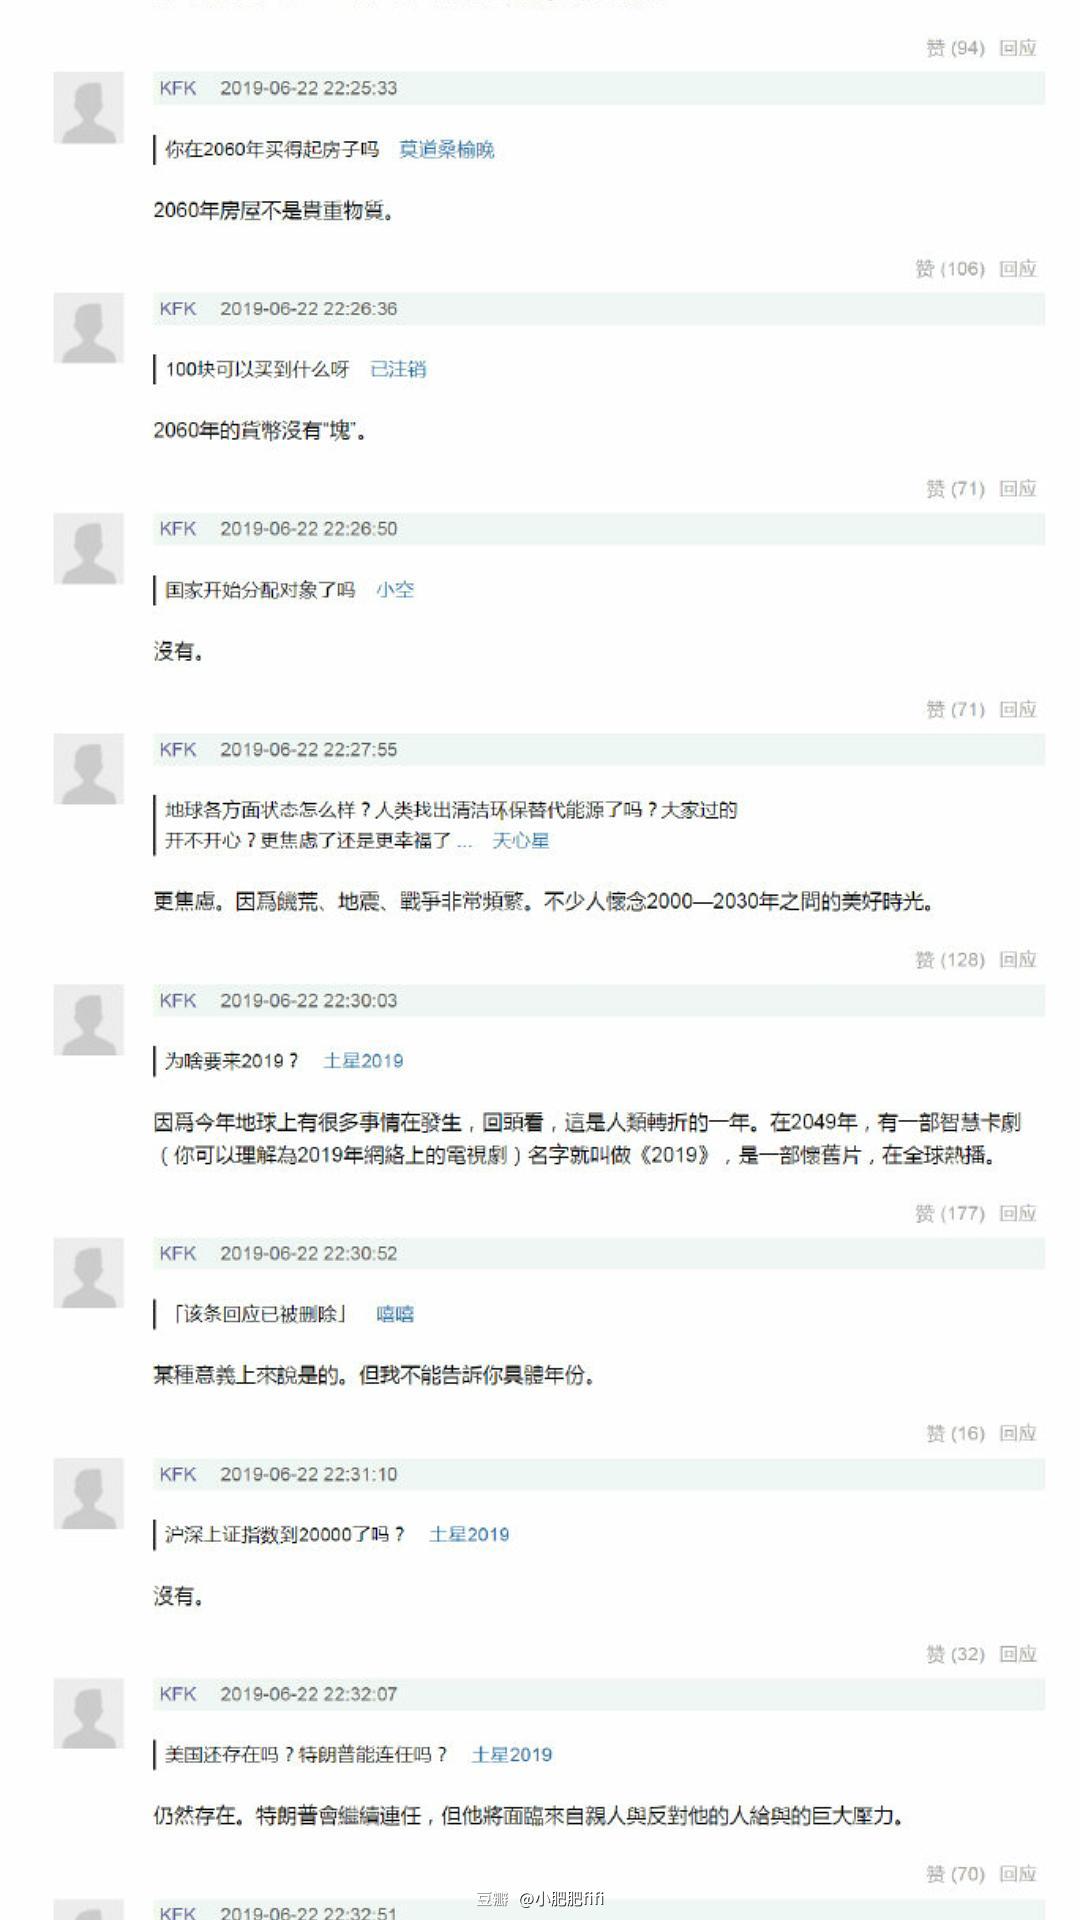 赞 (94) 回应
KFK 2019-06-22 22:25:33
你在2060年买得起房子吗 莫道桑榆晚
2060年房屋不是貴重物質。
赞 (106) 回应
KFK 2019-06-22 22:26:36
100块可以买到什么呀 已注销
2060年的貨幣沒有“塊”。
赞 (71) 回应
KFK 2019-06-22 22:26:50
国家开始分配对象了吗 小空
沒有。
赞 (71) 回应
KFK 2019-06-22 22:27:55
地球各方面状态怎么样？人类找出清洁环保替代能源了吗？大家过的
开不开心？更焦虑了还是更幸福了 ... 天心星
更焦慮。因爲饑荒、地震、戰爭非常頻繁。不少人懷念2000—2030年之間的美好時光。
赞 (128) 回应
KFK 2019-06-22 22:30:03
为啥要来2019？ 土星2019
因爲今年地球上有很多事情在發生，回頭看，這是人類轉折的一年。在2049年，有一部智慧卡劇
（你可以理解為2019年網絡上的電視劇）名字就叫做《2019》，是一部懷舊片，在全球熱播。
赞 (177) 回应
KFK 2019-06-22 22:30:52
「该条回应已被删除」 嘻嘻
某種意義上來說是的。但我不能告訴你具體年份。
赞 (16) 回应
KFK 2019-06-22 22:31:10
沪深上证指数到20000了吗？ 土星2019
沒有。
赞 (32) 回应
KFK 2019-06-22 22:32:07
美国还存在吗？特朗普能连任吗？ 土星2019
仍然存在。特朗普會繼續連任，但他將面臨來自親人與反對他的人給與的巨大壓力。
赞 (70) 回应
豆瓣 @小肥肥fifi
KFK 2019-06-22 22:32:51